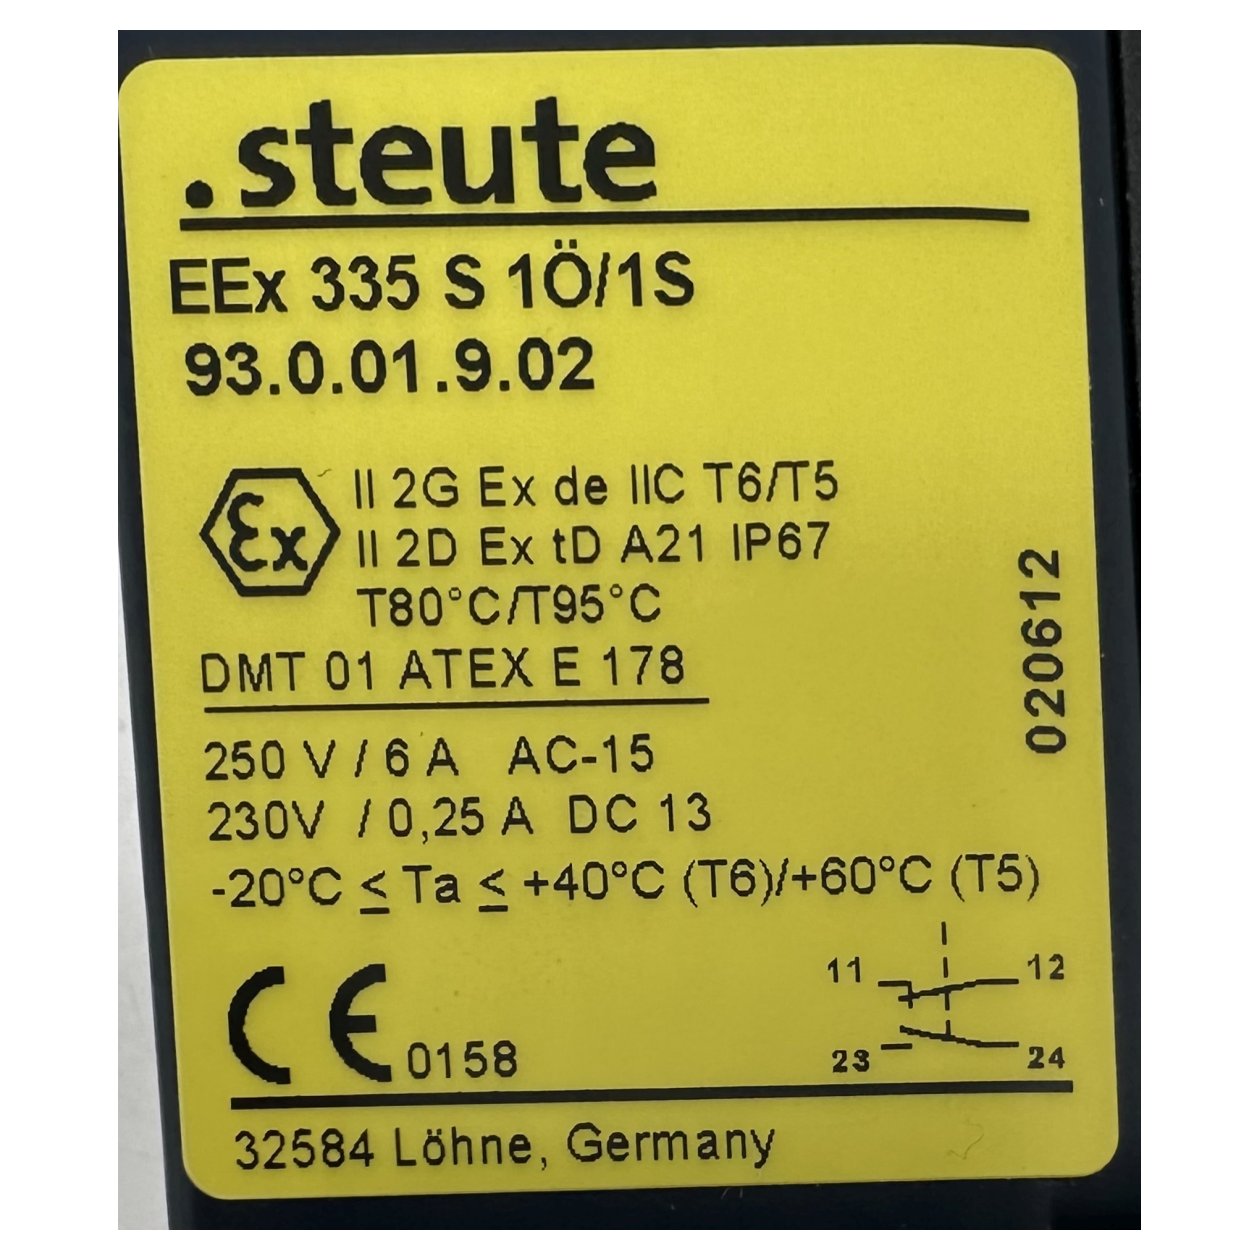 .steute
EEx 335 S 1Ö/1S
93.0.01.9.02
Ex
II 2G Ex de IIC T6/T5
II 2D Ex tD A21 IP67
T80°C/T95°C
DMT 01 ATEX E 178
020612
250 V / 6 A AC-15
230V / 0,25 A DC 13
-20°C ≤ Ta ≤ +40°C (T6)/+60°C (T5)
11 12
23 24
CE 0158
32584 Löhne, Germany